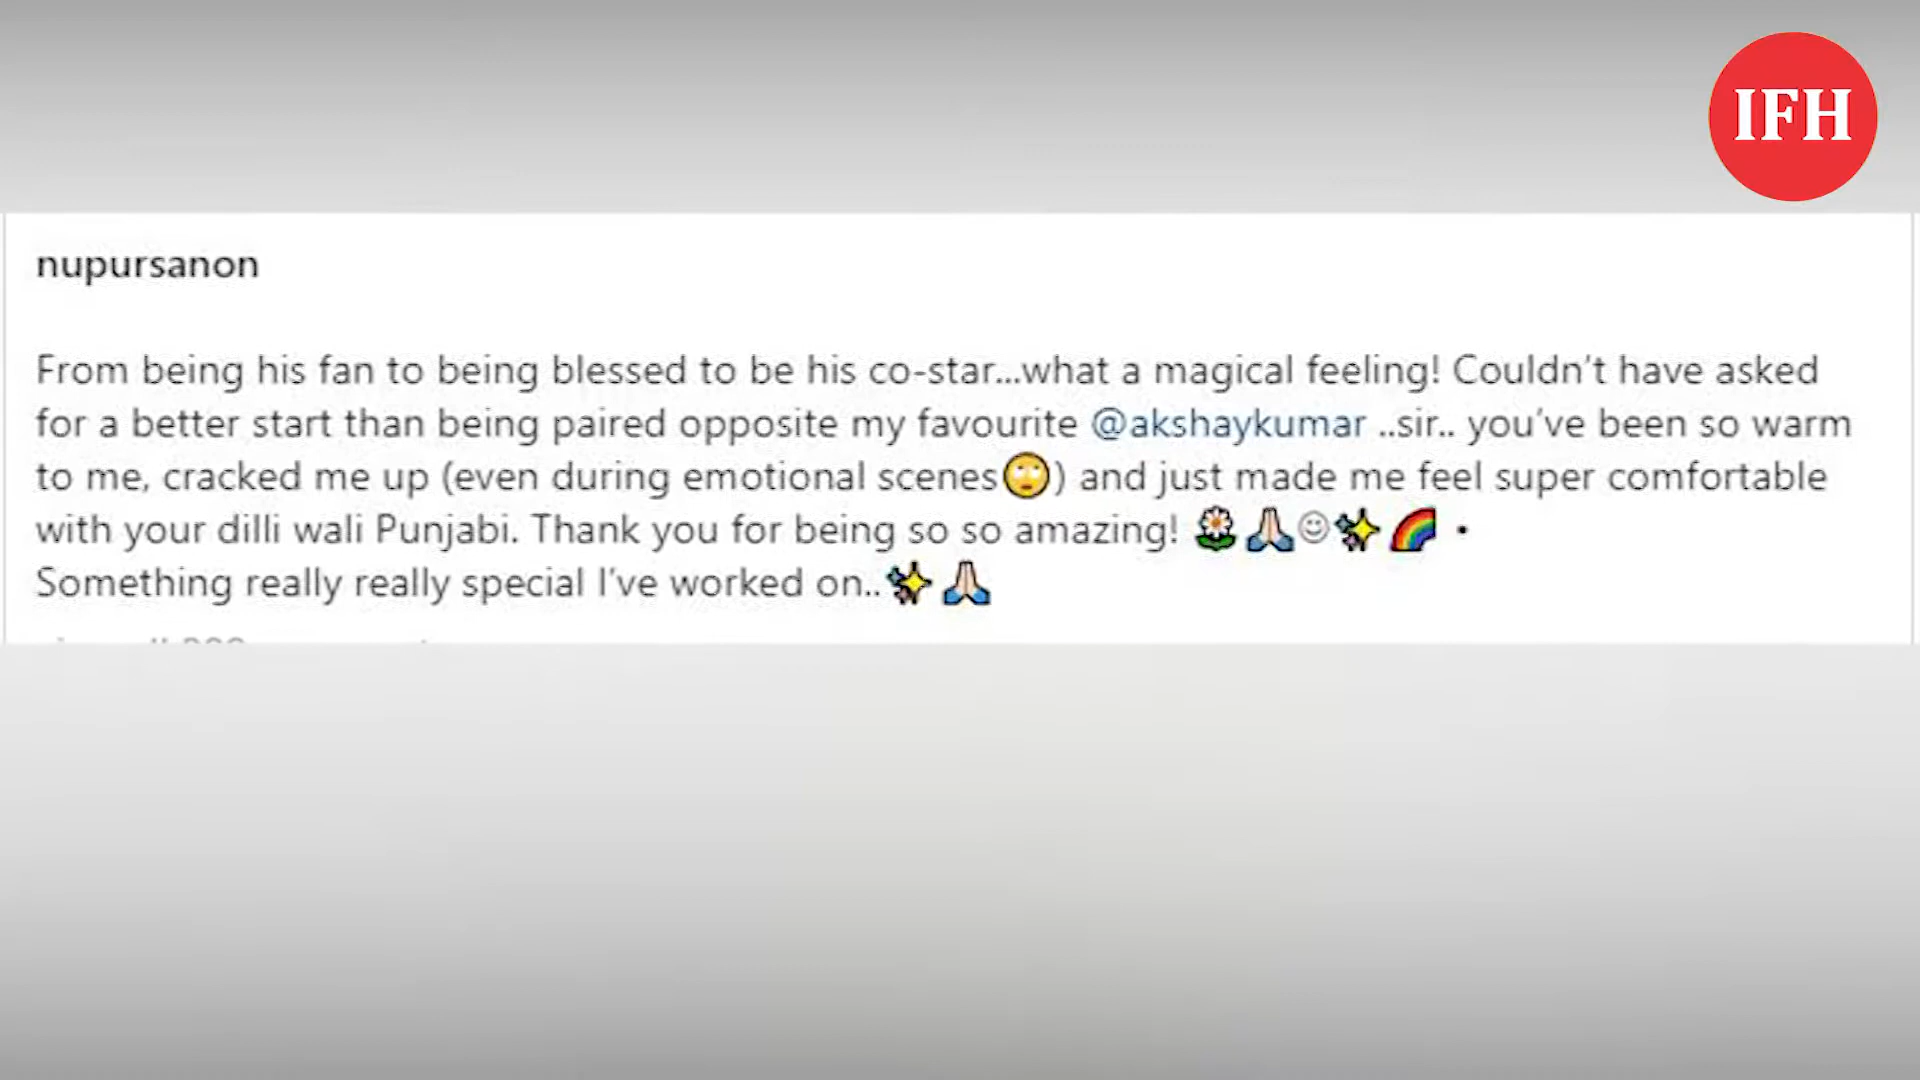 IFH
nupursanon
From being his fan to being blessed to be his co-star...what a magical feeling! Couldn't have asked
for a better start than being paired opposite my favourite @akshaykumar ..sir.. you've been so warm
to me, cracked me up (even during emotional scenes🙄) and just made me feel super comfortable
with your dilli wali Punjabi. Thank you for being so so amazing! 🌼🙏🏻☺✨🌈 •
Something really really special I've worked on..✨🙏🏻